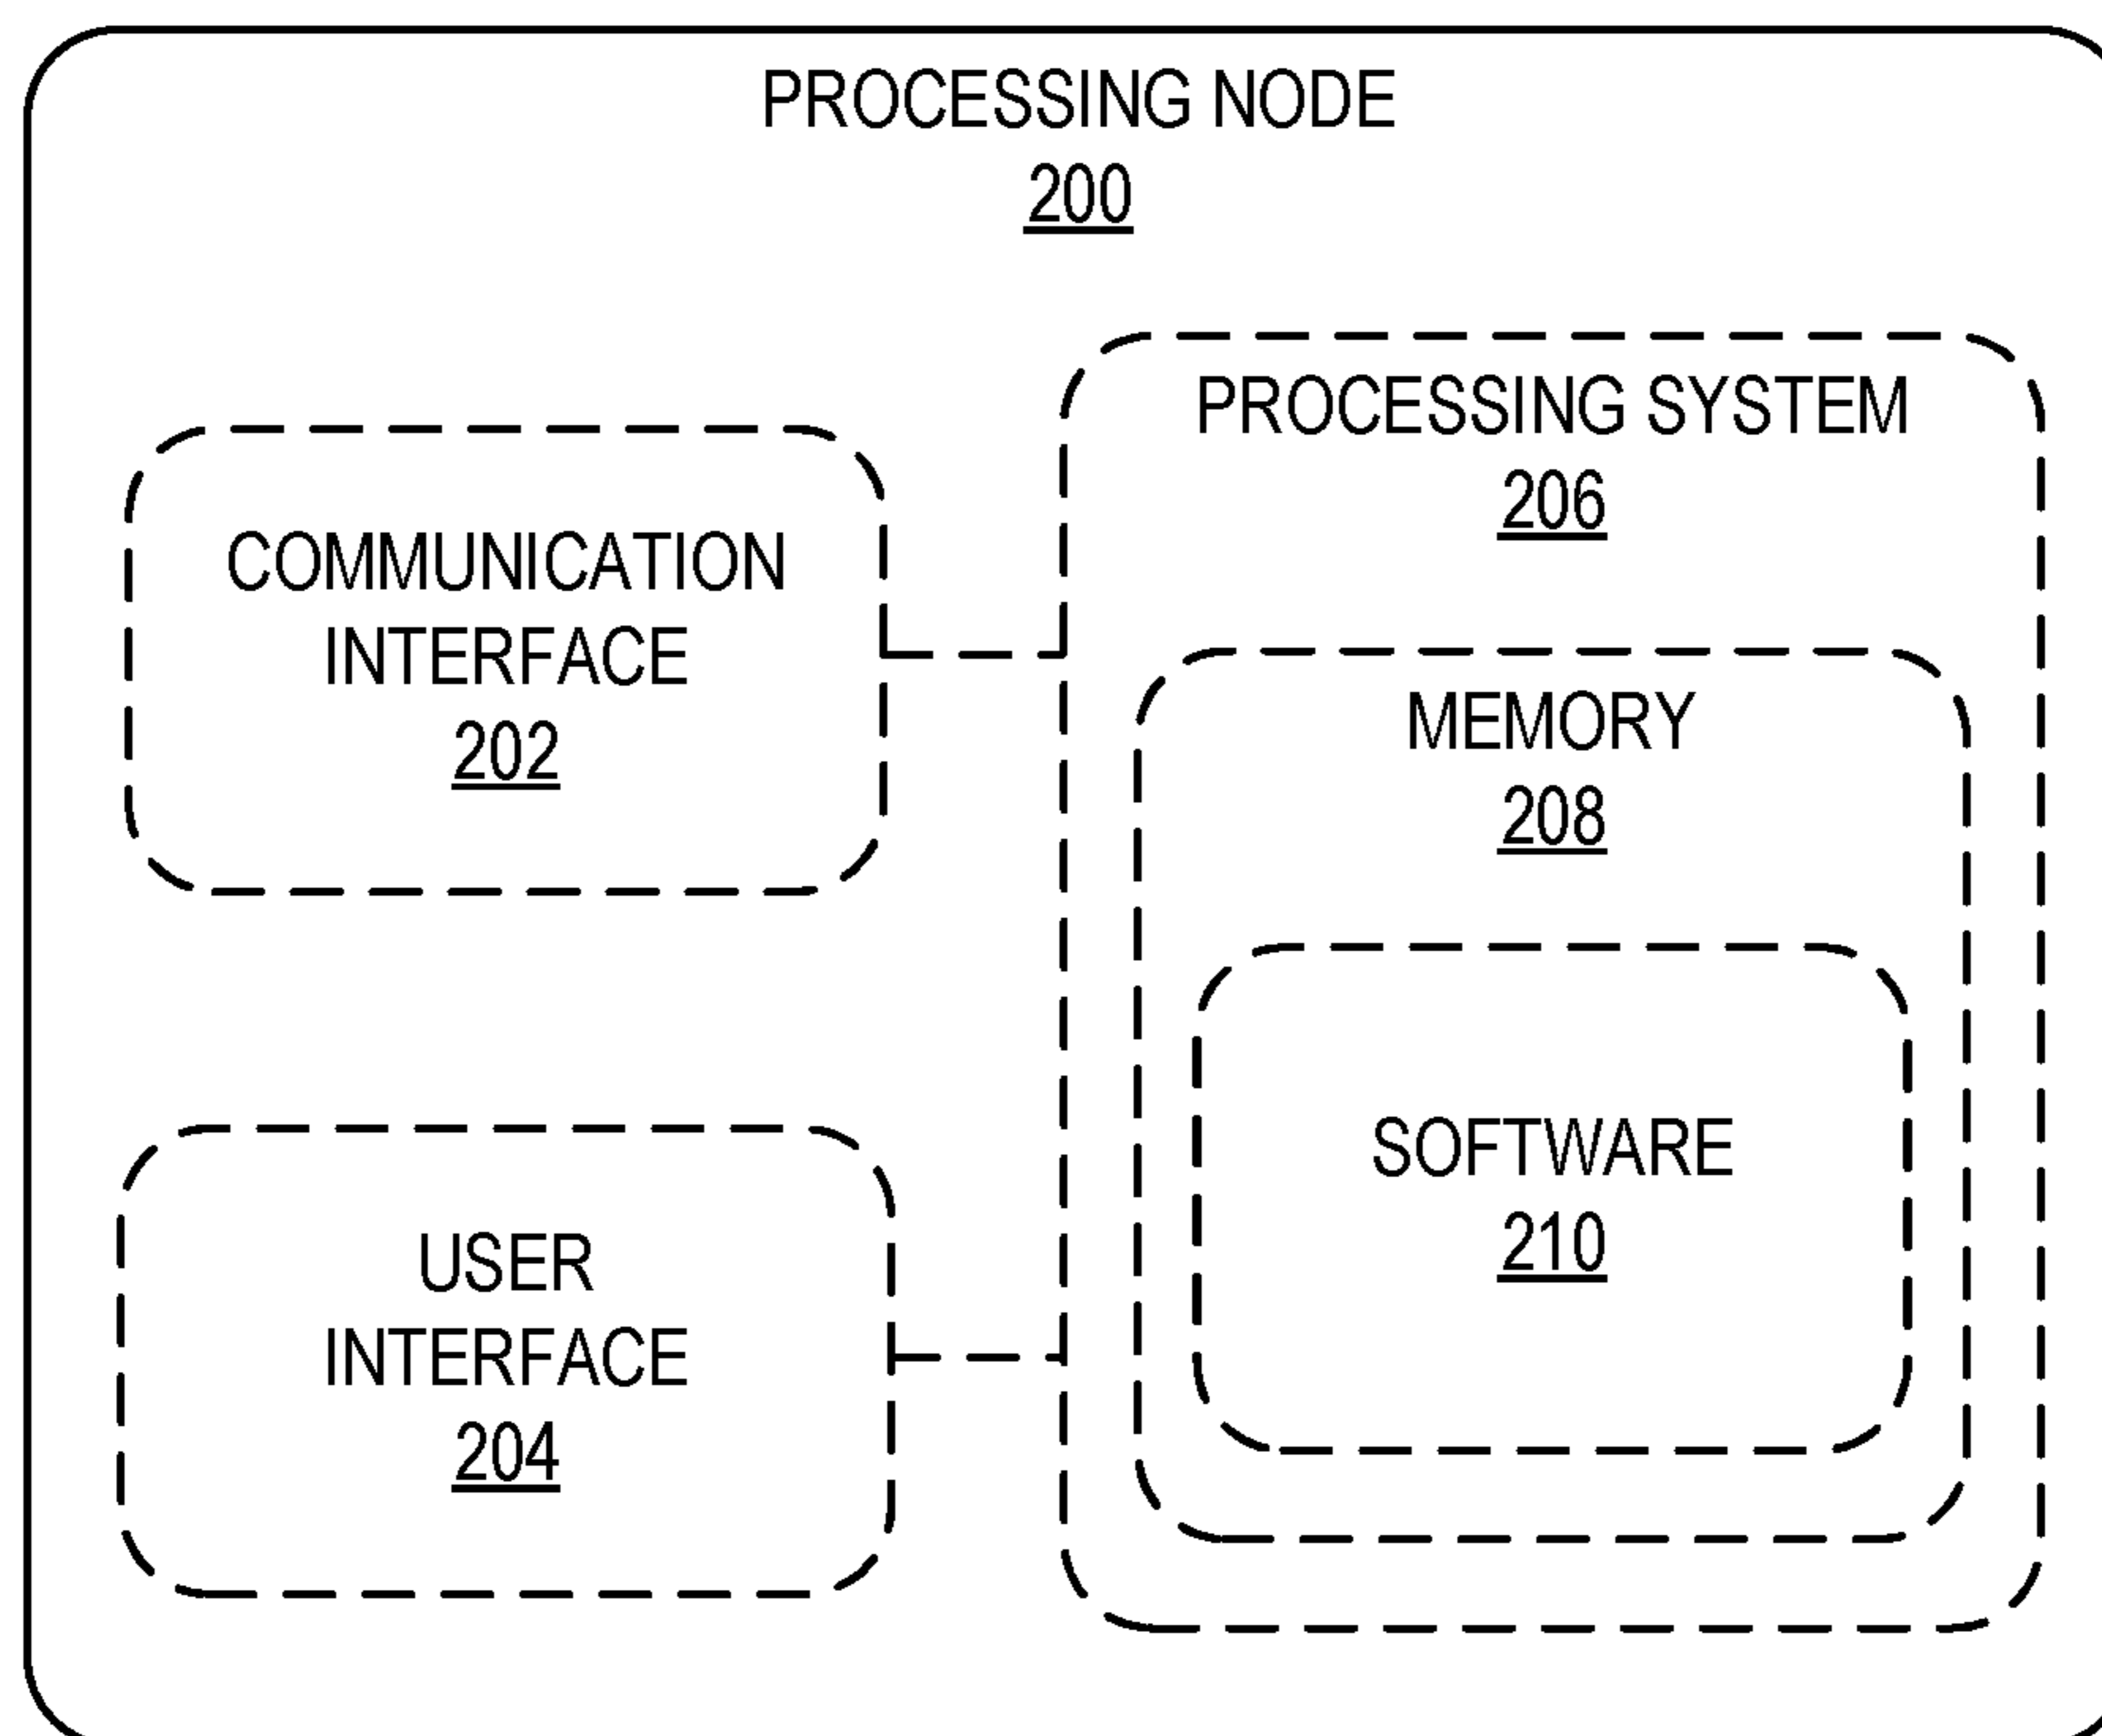 PROCESSING NODE
200
COMMUNICATION
INTERFACE
202
USER
INTERFACE
204
PROCESSING SYSTEM
206
MEMORY
208
SOFTWARE
210